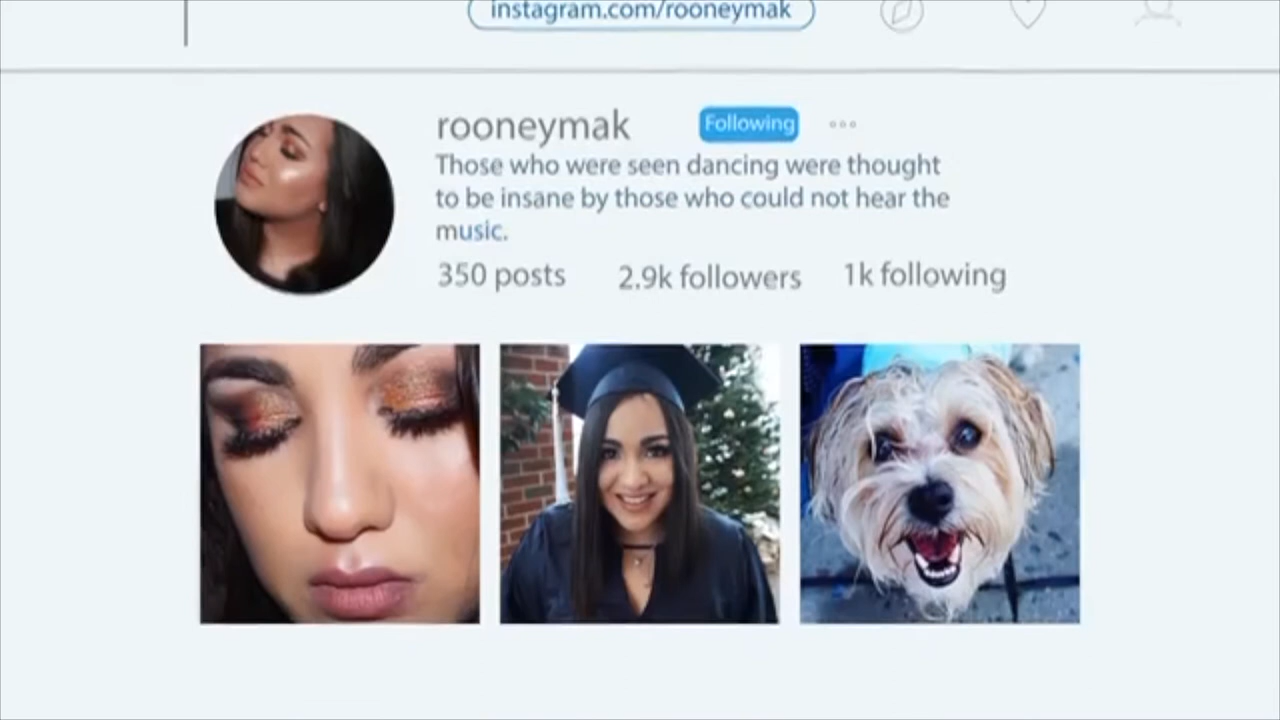 instagram.com/rooneymak
rooneymak
Following
Those who were seen dancing were thought
to be insane by those who could not hear the
music.
350 posts
2.9k followers
1k following